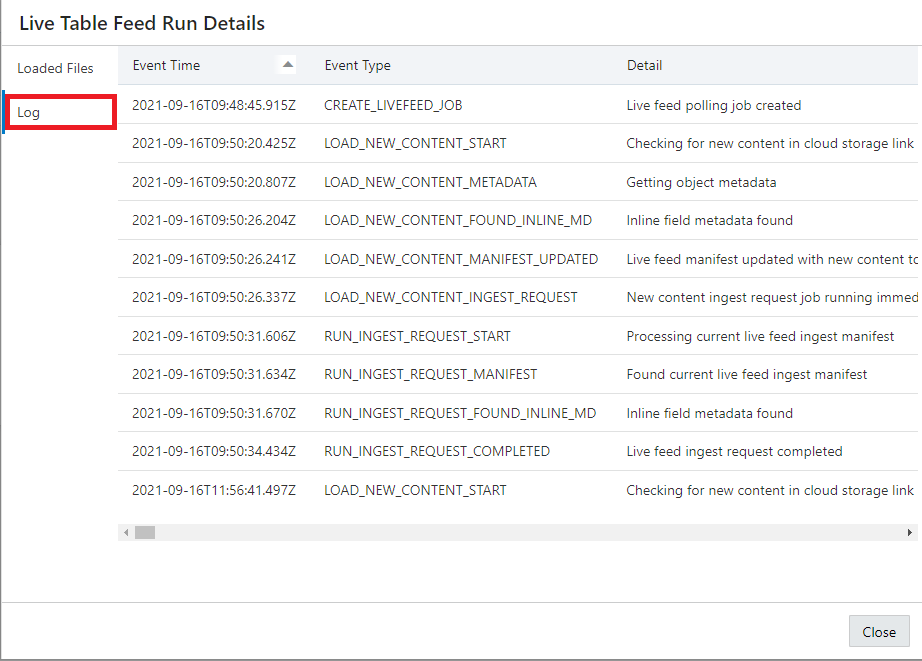 Live Table Feed Run Details
Loaded Files
Log
Event Time Event Type Detail
2021-09-16T09:48:45.915Z CREATE_LIVEFEED_JOB Live feed polling job created
2021-09-16T09:50:20.425Z LOAD_NEW_CONTENT_START Checking for new content in cloud storage link
2021-09-16T09:50:20.807Z LOAD_NEW_CONTENT_METADATA Getting object metadata
2021-09-16T09:50:26.204Z LOAD_NEW_CONTENT_FOUND_INLINE_MD Inline field metadata found
2021-09-16T09:50:26.241Z LOAD_NEW_CONTENT_MANIFEST_UPDATED Live feed manifest updated with new content to
2021-09-16T09:50:26.337Z LOAD_NEW_CONTENT_INGEST_REQUEST New content ingest request job running immed
2021-09-16T09:50:31.606Z RUN_INGEST_REQUEST_START Processing current live feed ingest manifest
2021-09-16T09:50:31.634Z RUN_INGEST_REQUEST_MANIFEST Found current live feed ingest manifest
2021-09-16T09:50:31.670Z RUN_INGEST_REQUEST_FOUND_INLINE_MD Inline field metadata found
2021-09-16T09:50:34.434Z RUN_INGEST_REQUEST_COMPLETED Live feed ingest request completed
2021-09-16T11:56:41.497Z LOAD_NEW_CONTENT_START Checking for new content in cloud storage link
Close